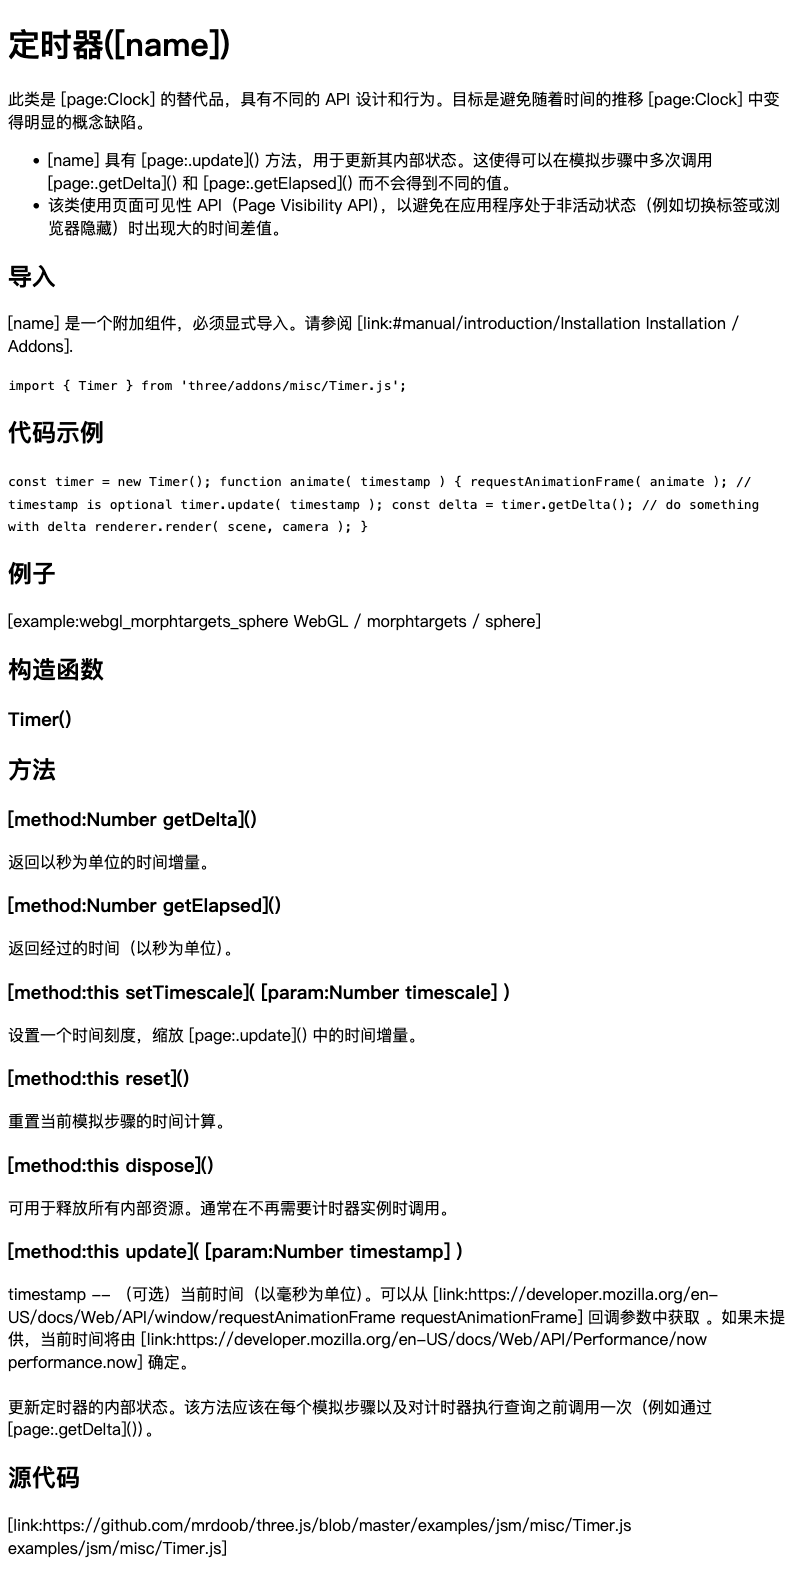 定时器([name])
此类是 [page:Clock] 的替代品，具有不同的 API 设计和行为。目标是避免随着时间的推移 [page:Clock] 中变
得明显的概念缺陷。
• [name] 具有 [page:.update]() 方法，用于更新其内部状态。这使得可以在模拟步骤中多次调用
[page:.getDelta]() 和 [page:.getElapsed]() 而不会得到不同的值。
• 该类使用页面可见性 API（Page Visibility API），以避免在应用程序处于非活动状态（例如切换标签或浏
览器隐藏）时出现大的时间差值。
导入
[name] 是一个附加组件，必须显式导入。请参阅 [link:#manual/introduction/Installation Installation /
Addons].
import { Timer } from 'three/addons/misc/Timer.js';
代码示例
const timer = new Timer(); function animate( timestamp ) { requestAnimationFrame( animate ); //
timestamp is optional timer.update( timestamp ); const delta = timer.getDelta(); // do something
with delta renderer.render( scene, camera ); }
例子
[example:webgl_morphtargets_sphere WebGL / morphtargets / sphere]
构造函数
Timer()
方法
[method:Number getDelta]()
返回以秒为单位的时间增量。
[method:Number getElapsed]()
返回经过的时间（以秒为单位）。
[method:this setTimescale]( [param:Number timescale] )
设置一个时间刻度，缩放 [page:.update]() 中的时间增量。
[method:this reset]()
重置当前模拟步骤的时间计算。
[method:this dispose]()
可用于释放所有内部资源。通常在不再需要计时器实例时调用。
[method:this update]( [param:Number timestamp] )
timestamp -- （可选）当前时间（以毫秒为单位）。可以从 [link:https://developer.mozilla.org/en-
US/docs/Web/API/window/requestAnimationFrame requestAnimationFrame] 回调参数中获取 。如果未提
供，当前时间将由 [link:https://developer.mozilla.org/en-US/docs/Web/API/Performance/now
performance.now] 确定。
更新定时器的内部状态。该方法应该在每个模拟步骤以及对计时器执行查询之前调用一次（例如通过
[page:.getDelta]()）。
源代码
[link:https://github.com/mrdoob/three.js/blob/master/examples/jsm/misc/Timer.js
examples/jsm/misc/Timer.js]